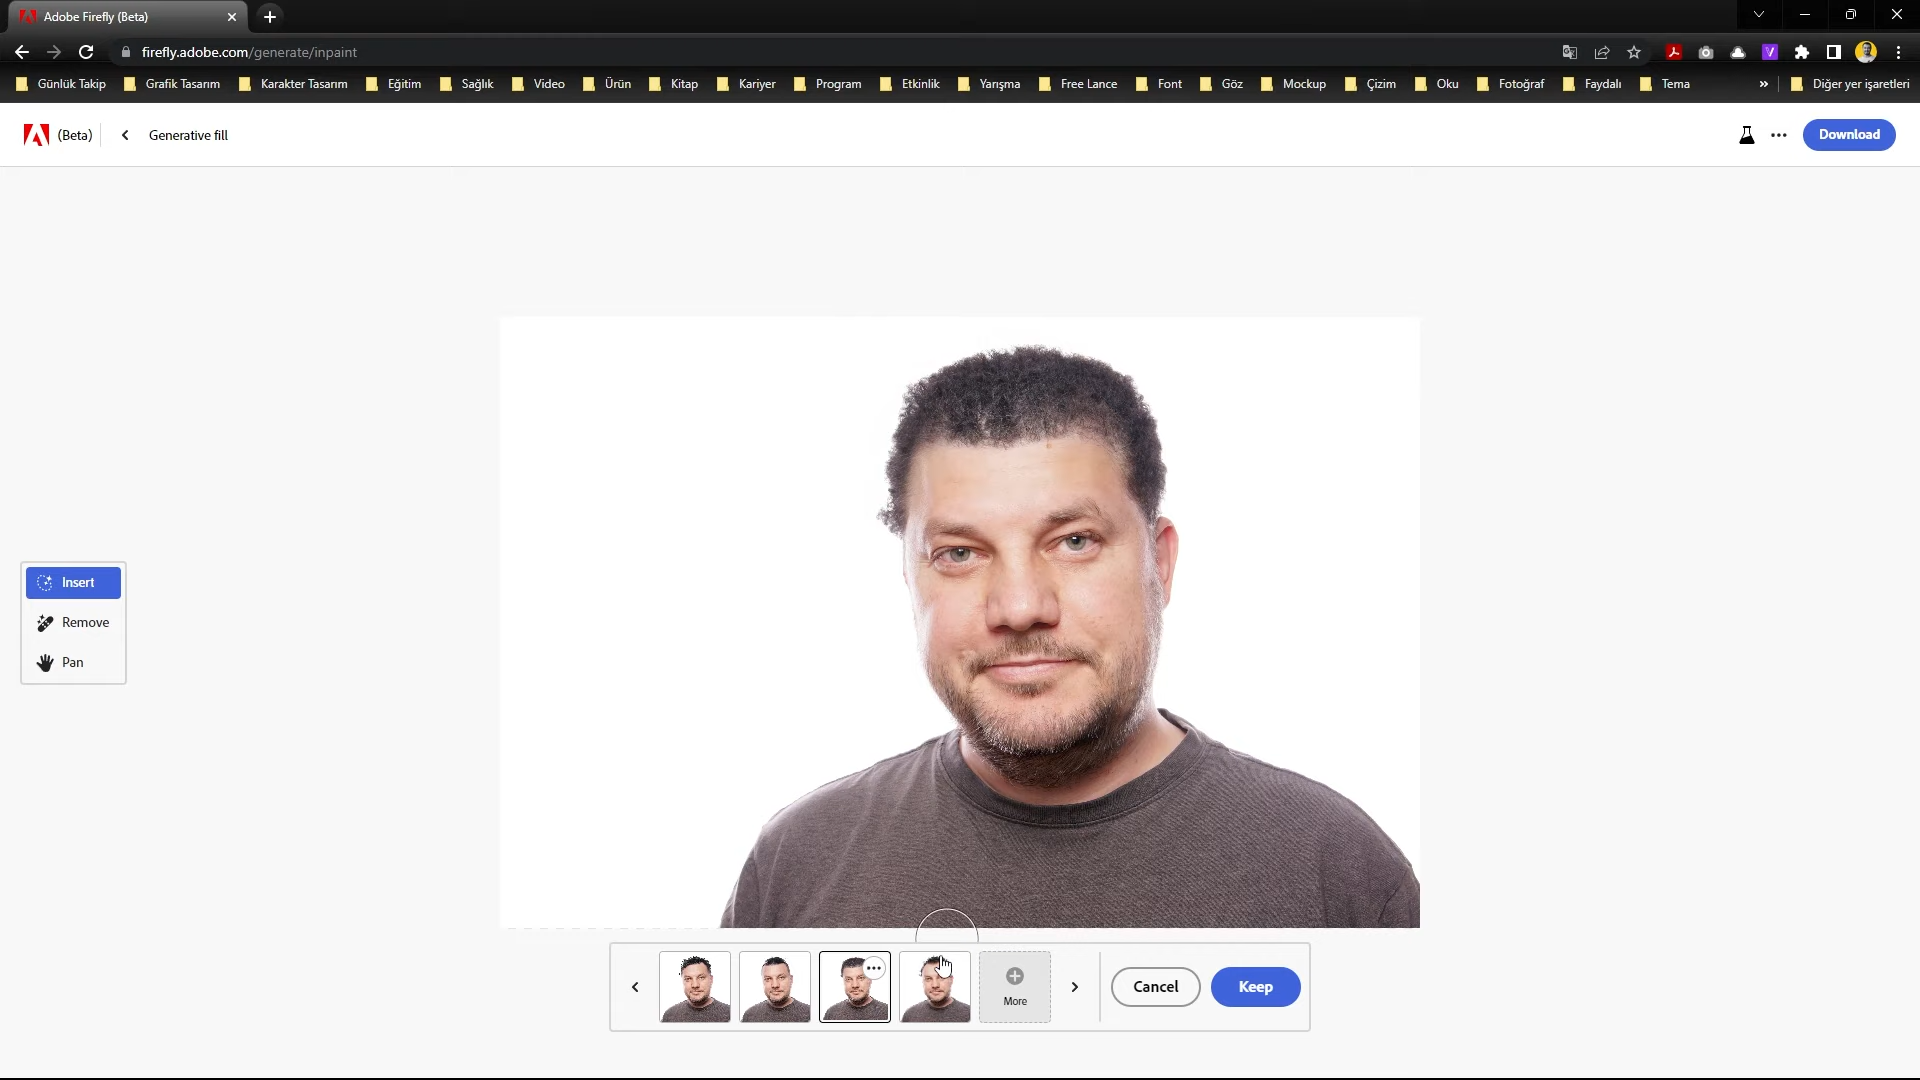 Adobe Firefly (Beta)
firefly.adobe.com/generate/inpaint
Günlük Takip Grafik Tasarım Karakter Tasarım Eğitim Sağlık Video Ürün Kitap Kariyer Program Etkinlik Yarışma Free Lance Font Göz Mockup Çizim Oku Fotoğraf Faydalı Tema » Diğer yer işaretleri
(Beta) Generative fill Download
Insert
Remove
Pan
More
Cancel Keep